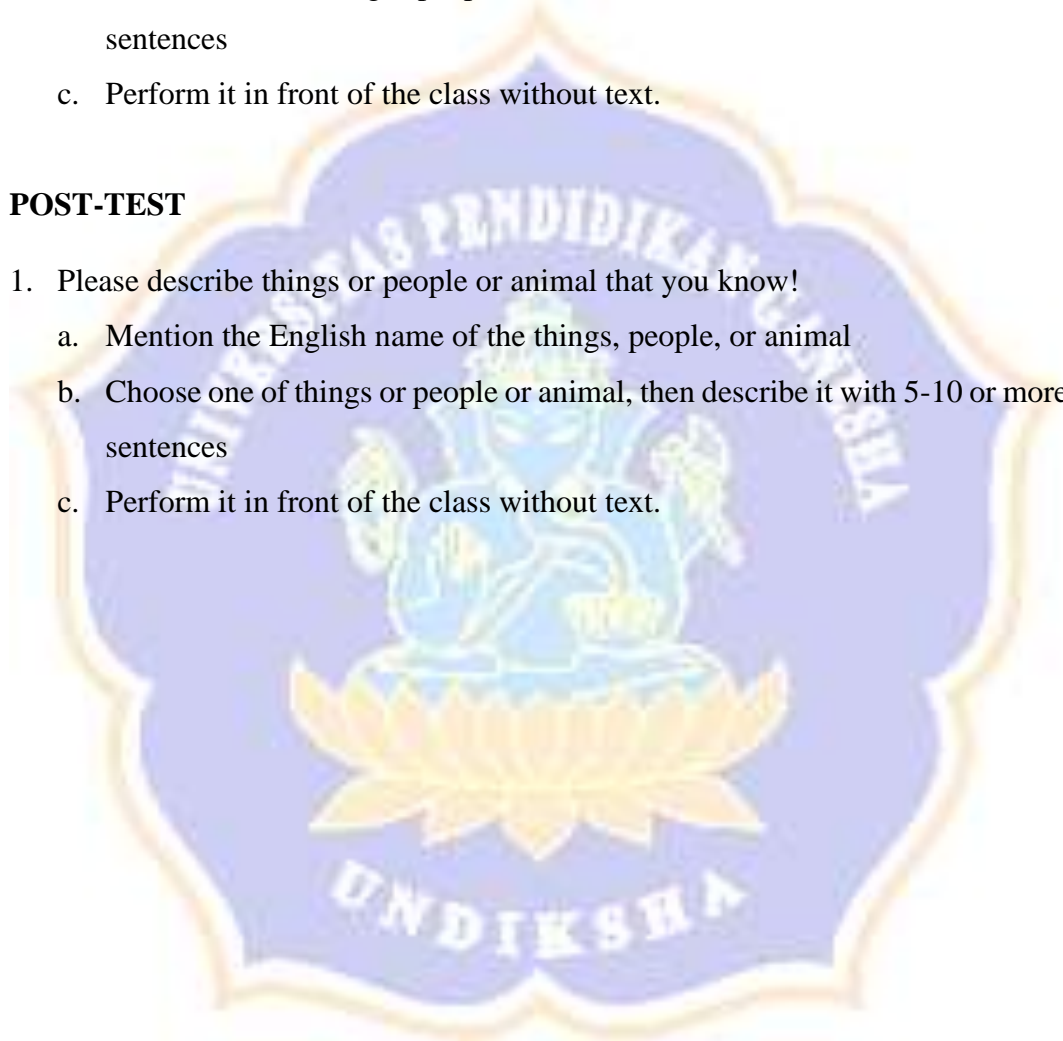 sentences
c. Perform it in front of the class without text.
POST-TEST
1. Please describe things or people or animal that you know!
a. Mention the English name of the things, people, or animal
b. Choose one of things or people or animal, then describe it with 5-10 or more
sentences
c. Perform it in front of the class without text.
UNIVERSITAS PENDIDIKAN GANESHA
UNDIKSHA